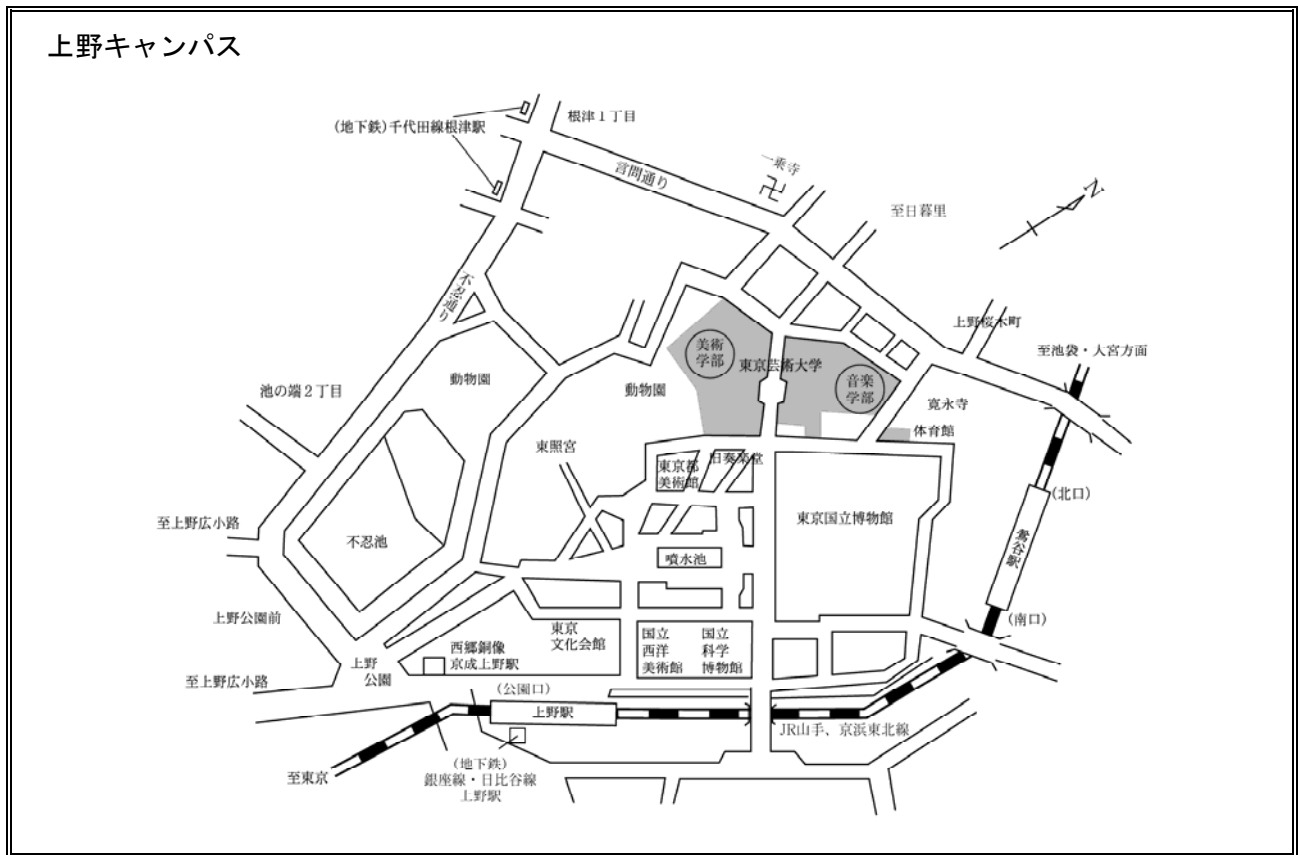 上野キャンパス
(地下鉄)千代田線根津駅
根津1丁目
言問通り
一乗寺
卍
N
至日暮里
不忍通り
上野桜木町
至池袋・大宮方面
美術
学部
東京芸術大学
音楽
学部
池の端2丁目
動物園
動物園
寛永寺
体育館
東照宮
東京都
美術館
旧奏楽堂
(北口)
至上野広小路
不忍池
噴水池
東京国立博物館
鶯谷駅
上野公園前
(南口)
西郷銅像
京成上野駅
東京
文化会館
国立
西洋
美術館
国立
科学
博物館
上野
公園
至上野広小路
(公園口)
上野駅
JR山手、京浜東北線
至東京
(地下鉄)
銀座線・日比谷線
上野駅